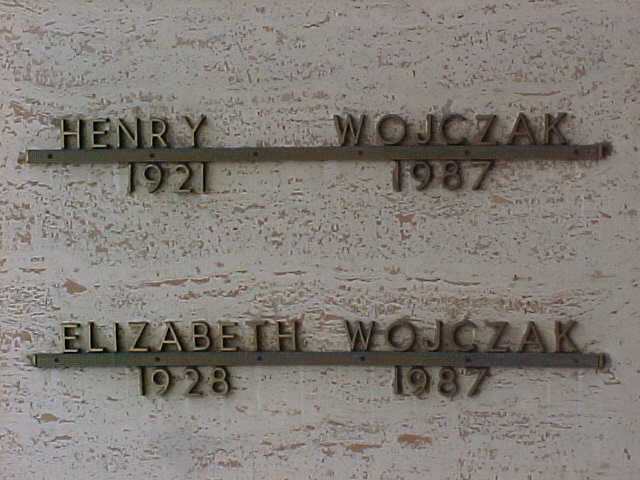 HENRY WOJCZAK
1921 1987
ELIZABETH WOJCZAK
1928 1987